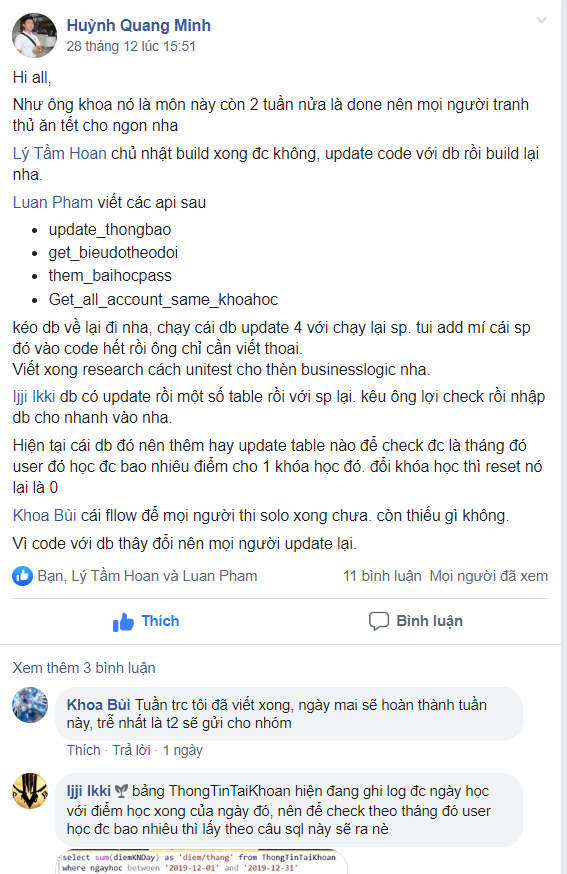 Huỳnh Quang Minh
28 tháng 12 lúc 15:51
Hi all,
Như ông khoa nó là môn này còn 2 tuần nửa là done nên mọi người tranh
thủ ăn tết cho ngon nha
Lý Tầm Hoan chủ nhật build xong đc không, update code với db rồi build lại
nha.
Luan Pham viết các api sau
• update_thongbao
• get_bieudotheodoi
• them_baihocpass
• Get_all_account_same_khoahoc
kéo db về lại đi nha, chạy cái db update 4 với chạy lại sp. tui add mí cái sp
đó vào code hết rồi ông chỉ cần viết thoai.
Viết xong research cách unitest cho thèn businesslogic nha.
Ijji Ikki db có update rồi một số table rồi với sp lại. kêu ông lợi check rồi nhập
db cho nhanh vào nha.
Hiện tại cái db đó nên thêm hay update table nào để check đc là tháng đó
user đó học đc bao nhiêu điểm cho 1 khóa học đó. đổi khóa học thì reset nó
lại là 0
Khoa Bùi cái fllow để mọi người thi solo xong chưa. còn thiếu gì không.
Vì code với db thây đổi nên mọi người update lại.
Bạn, Lý Tầm Hoan và Luan Pham 11 bình luận Mọi người đã xem
Thích Bình luận
Xem thêm 3 bình luận
Khoa Bùi Tuần trc tôi đã viết xong, ngày mai sẽ hoàn thành tuần
này, trễ nhất là t2 sẽ gửi cho nhóm
Thích · Trả lời · 1 ngày
Ijji Ikki bảng ThongTinTaiKhoan hiện đang ghi log đc ngày học
với điểm học xong của ngày đó, nên để check theo tháng đó user
học đc bao nhiêu thì lấy theo câu sql này sẽ ra nè
select sum(diemKNDay) as 'diem/thang' from ThongTinTaiKhoan
where ngayhoc between '2019-12-01' and '2019-12-31'